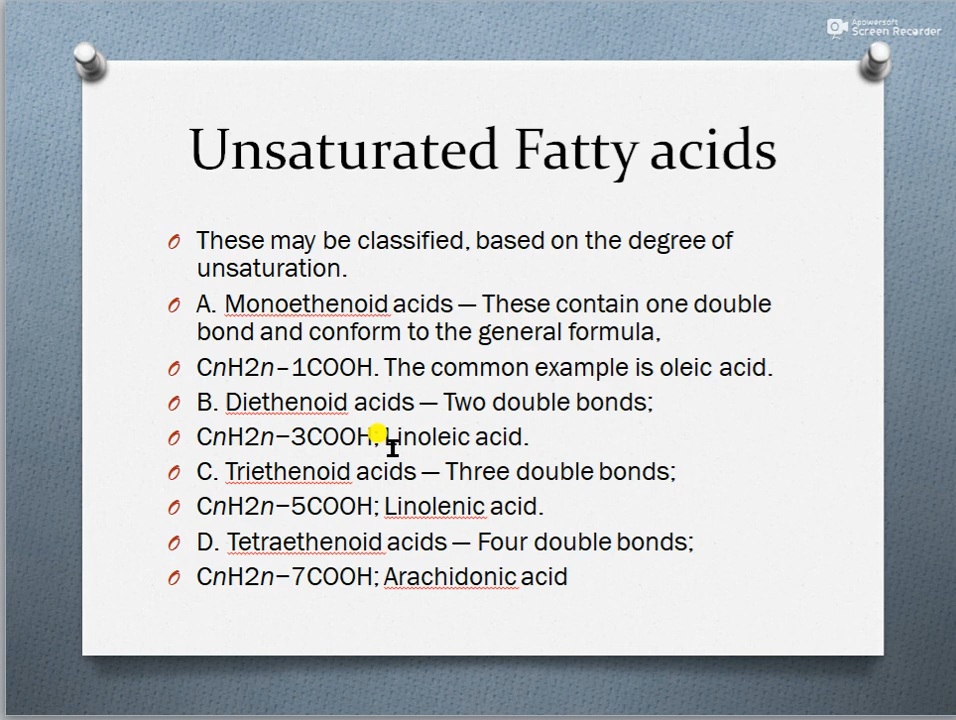 Apowersoft
Screen Recorder
Unsaturated Fatty acids
These may be classified, based on the degree of
unsaturation.
A. Monoethenoid acids — These contain one double
bond and conform to the general formula,
CnH2n–1COOH. The common example is oleic acid.
B. Diethenoid acids — Two double bonds;
CnH2n−3COOH; Linoleic acid.
C. Triethenoid acids — Three double bonds;
CnH2n−5COOH; Linolenic acid.
D. Tetraethenoid acids — Four double bonds;
CnH2n−7COOH; Arachidonic acid